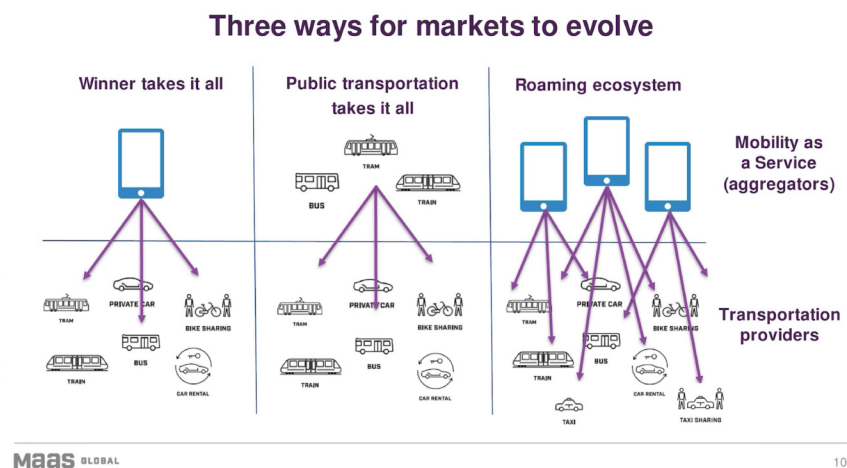 Three ways for markets to evolve
Winner takes it all
Public transportation
takes it all
Roaming ecosystem
Mobility as
a Service
(aggregators)
TRAM
BUS
TRAIN
Transportation
providers
TRAM
PRIVATE CAR
BIKE SHARING
BUS
TRAIN
CAR RENTAL
TRAM
PRIVATE CAR
BIKE SHARING
BUS
TRAIN
CAR RENTAL
TRAM
PRIVATE CAR
BIKE SHARING
BUS
TRAIN
CAR RENTAL
TAXI
TAXI SHARING
MaaS GLOBAL
10